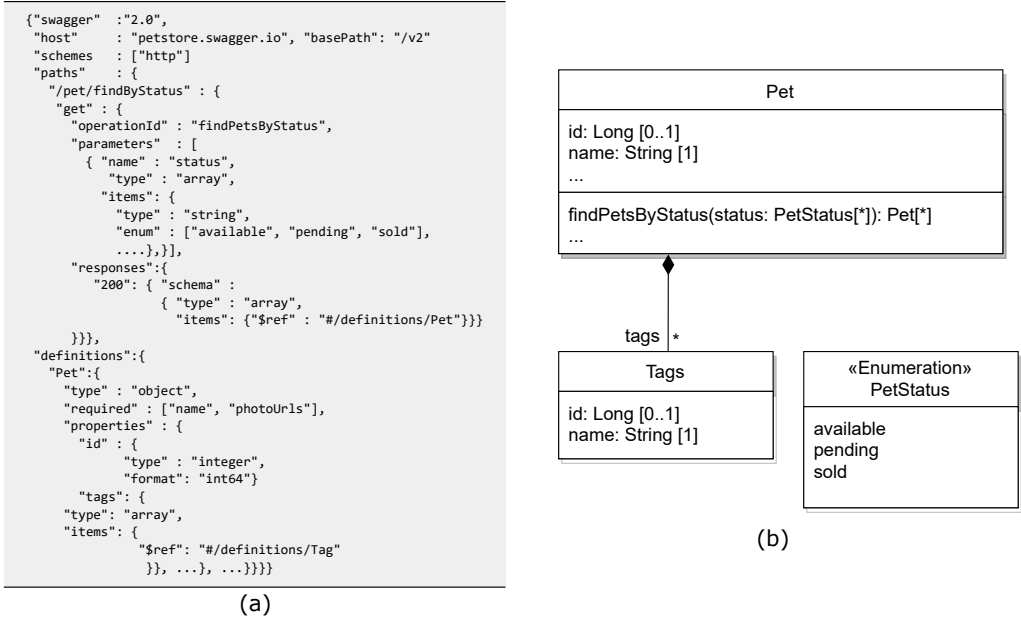 {"swagger" :"2.0",
"host" : "petstore.swagger.io", "basePath": "/v2"
"schemes : ["http"]
"paths" : {
"/pet/findByStatus" : {
"get" : {
"operationId" : "findPetsByStatus",
"parameters" : [
{ "name" : "status",
"type" : "array",
"items": {
"type" : "string",
"enum" : ["available", "pending", "sold"],
....},}],
"responses":{
"200": { "schema" :
{ "type" : "array",
"items": {"$ref" : "#/definitions/Pet"}}}
}}},
"definitions":{
"Pet":{
"type" : "object",
"required" : ["name", "photoUrls"],
"properties" : {
"id" : {
"type" : "integer",
"format": "int64"}
"tags": {
"type": "array",
"items": {
"$ref": "#/definitions/Tag"
}}, ...}, ...}}}}
(a)
Pet
id: Long [0..1]
name: String [1]
...
findPetsByStatus(status: PetStatus[*]): Pet[*]
...
tags *
Tags
id: Long [0..1]
name: String [1]
«Enumeration»
PetStatus
available
pending
sold
(b)